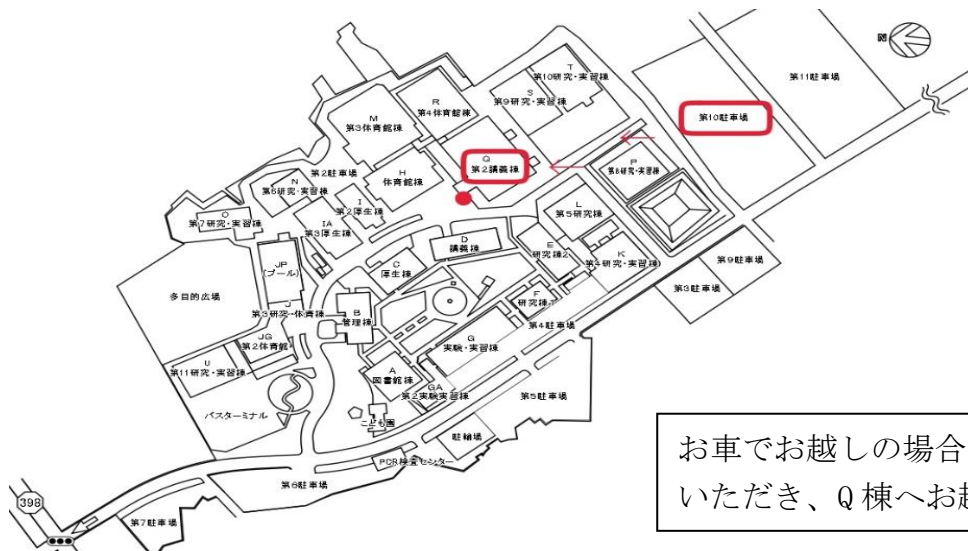 T
第10研究・実習棟
S
第9研究・実習棟
第11駐車場
第10駐車場
R
第4体育館棟
M
第3体育館棟
Q
第2講義棟
P
第8研究・実習棟
第2駐車場
H
体育館棟
N
第6研究・実習棟
I
第2厚生棟
L
第5研究棟
O
第7研究・実習棟
IA
第3厚生棟
D
講義棟
E
研究棟2
K
第4研究・実習棟
JP
(プール)
C
厚生棟
第9駐車場
第3駐車場
多目的広場
F
研究棟1
J
第3研究・体育棟
B
管理棟
第4駐車場
G
実験・実習棟
JG
第2体育館
U
第11研究・実習棟
A
図書館棟
GA
第2実験実習棟
第5駐車場
バスターミナル
こども園
駐輪場
PCR検査センター
第6駐車場
398
第7駐車場
お車でお越しの場合
いただき、Q棟へお